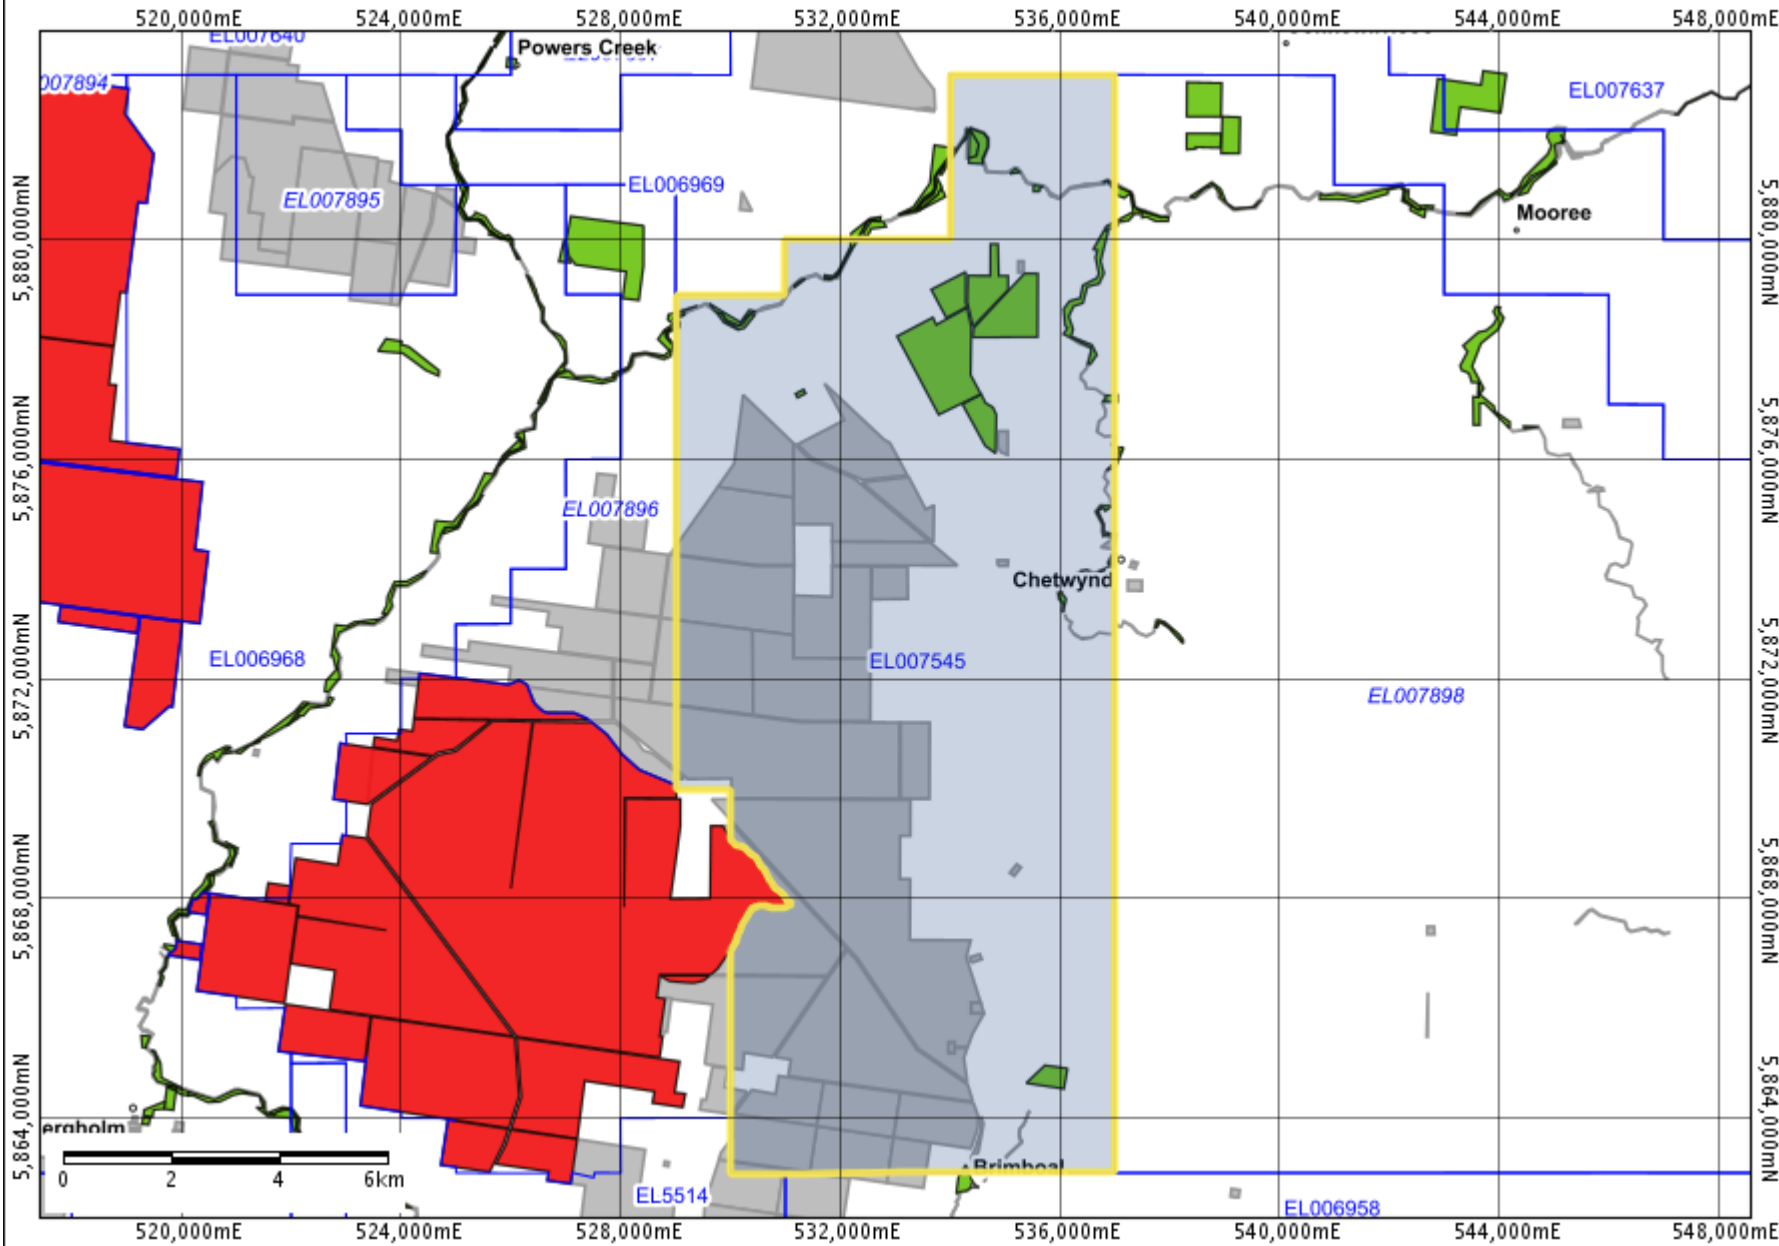 520,000mE 524,000mE 528,000mE 532,000mE 536,000mE 540,000mE 544,000mE 548,000mE
EL007640
Powers Creek
007894
EL007637
EL006969
EL007895
Mooree
5,880,000mN 5,880,000mN
5,876,000mN 5,876,000mN
EL007896
Chetwynd
5,872,000mN 5,872,000mN
EL006968
EL007545
EL007898
5,868,000mN 5,868,000mN
5,864,000mN 5,864,000mN
ergholm
Brimboal
0 2 4 6km
EL5514
EL006958
520,000mE 524,000mE 528,000mE 532,000mE 536,000mE 540,000mE 544,000mE 548,000mE